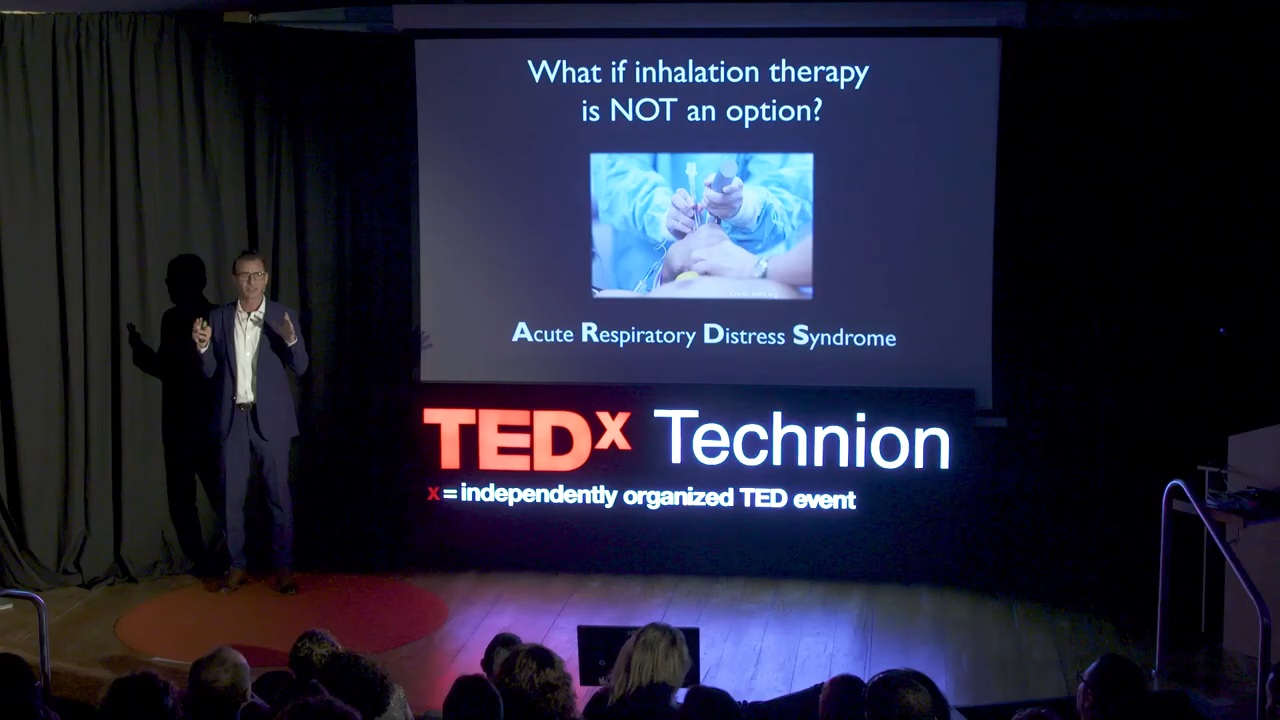 What if inhalation therapy
is NOT an option?
Acute Respiratory Distress Syndrome
TEDx Technion
x = independently organized TED event